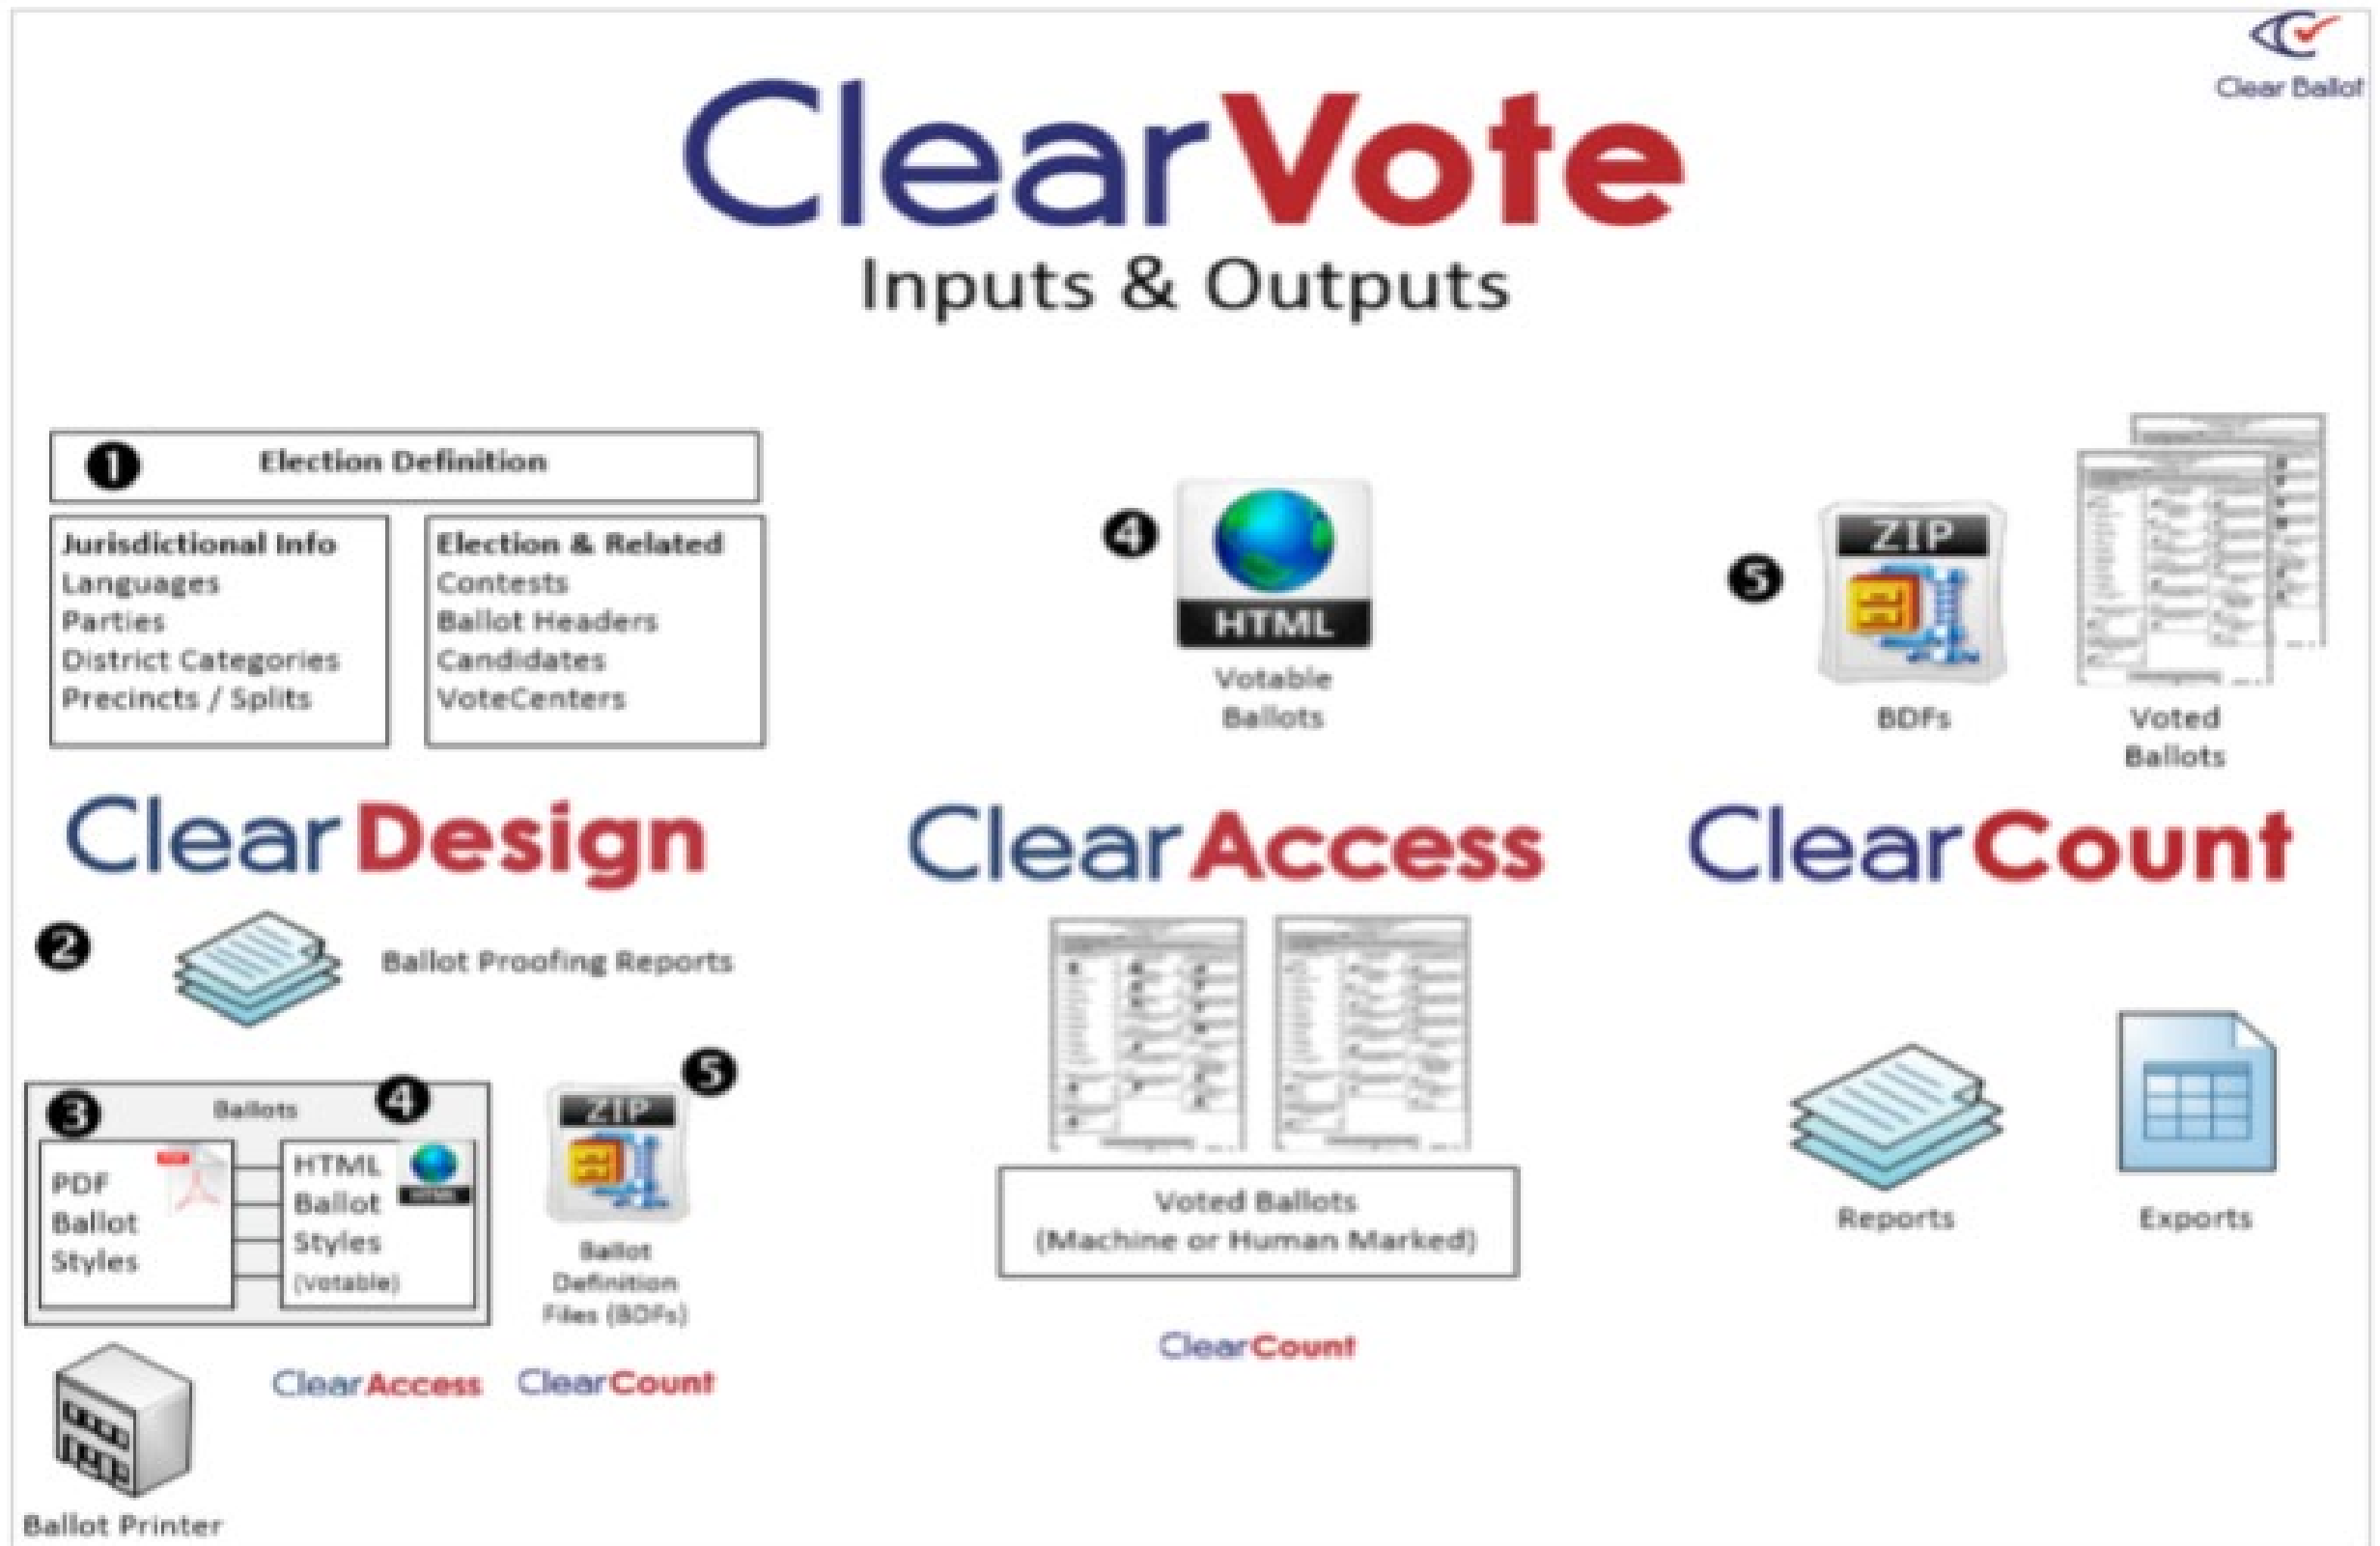 Clear Ballot
ClearVote
Inputs & Outputs
1 Election Definition
Jurisdictional Info
Languages
Parties
District Categories
Precincts / Splits
Election & Related
Contests
Ballot Headers
Candidates
VoteCenters
4
HTML
Votable
Ballots
5
ZIP
BDFs
Voted
Ballots
ClearDesign
2
Ballot Proofing Reports
3
Ballots
4
PDF
PDF
Ballot
Styles
HTML
Ballot
Styles
(Votable)
HTML
5
ZIP
Ballot
Definition
Files (BDFs)
Ballot Printer
ClearAccess
ClearCount
ClearAccess
Voted Ballots
(Machine or Human Marked)
ClearCount
ClearCount
Reports
Exports